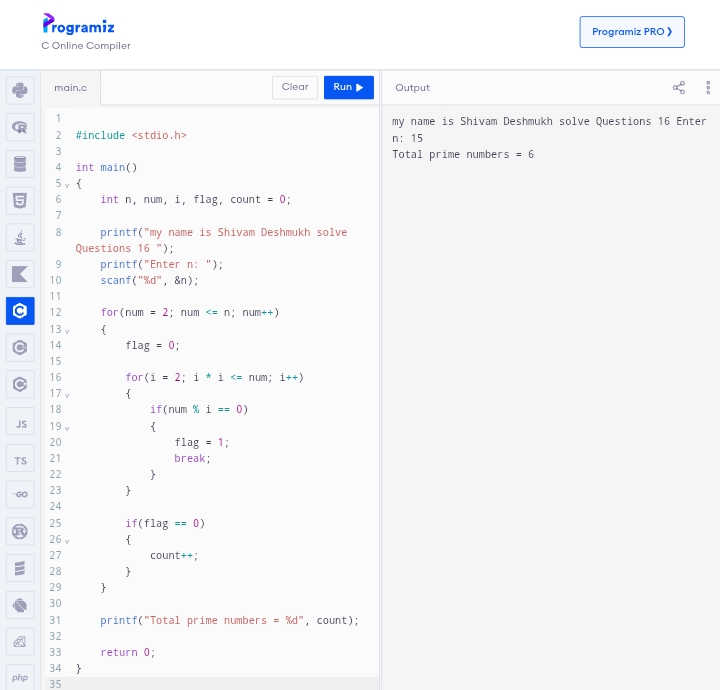 Programiz
C Online Compiler
Programiz PRO ❯
main.c
Clear
Run ▶
Output
1
2 #include <stdio.h>
3
4 int main()
5 {
6     int n, num, i, flag, count = 0;
7
8     printf("my name is Shivam Deshmukh solve
Questions 16 ");
9     printf("Enter n: ");
10     scanf("%d", &n);
11
12     for(num = 2; num <= n; num++)
13     {
14         flag = 0;
15
16         for(i = 2; i * i <= num; i++)
17         {
18             if(num % i == 0)
19             {
20                 flag = 1;
21                 break;
22             }
23         }
24
25         if(flag == 0)
26         {
27             count++;
28         }
29     }
30
31     printf("Total prime numbers = %d", count);
32
33     return 0;
34 }
35
my name is Shivam Deshmukh solve Questions 16 Enter
n: 15
Total prime numbers = 6
JS
TS
GO
php